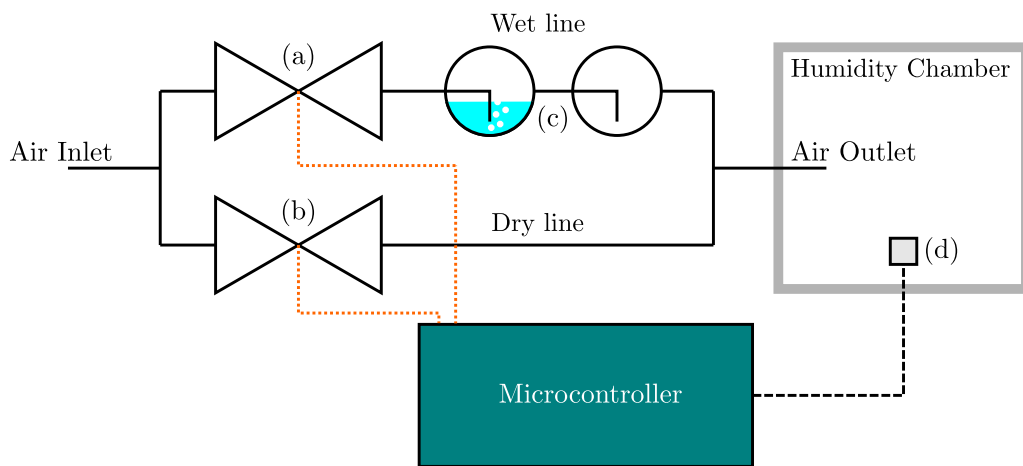 Wet line
(a)
Humidity Chamber
(c)
Air Inlet
Air Outlet
(b)
Dry line
(d)
Microcontroller